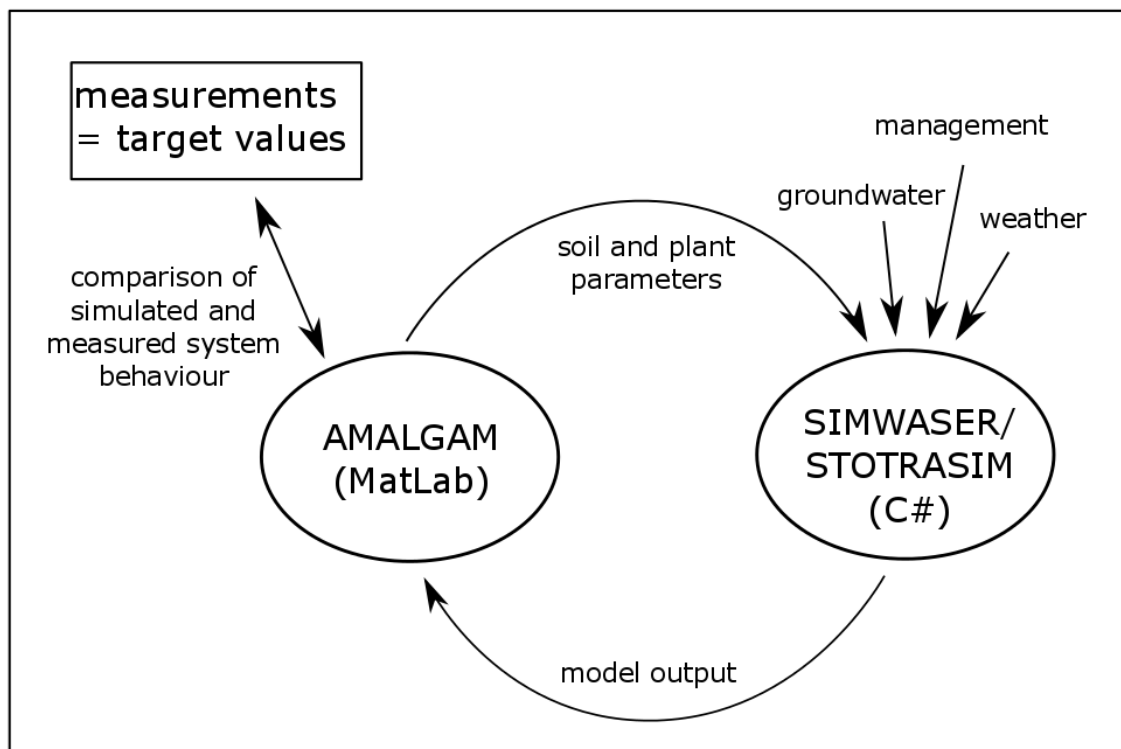 measurements
= target values
management
groundwater
weather
soil and plant
parameters
comparison of
simulated and
measured system
behaviour
AMALGAM
(MatLab)
SIMWASER/
STOTRASIM
(C#)
model output